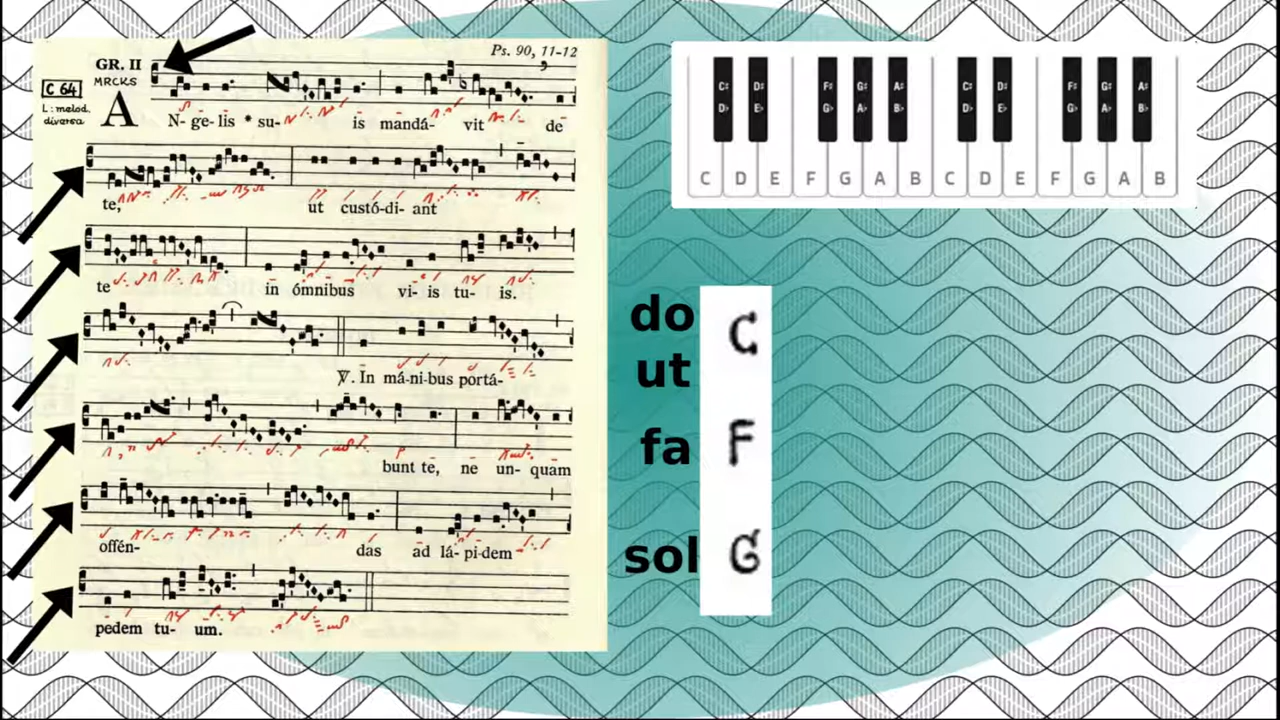 Ps. 90, 11-12
GR. II
MRCKS
C 64
L: melod. diversa
AN-ge-lis * su- is mandá- vit de
te, ut custó-di- ant
te in ómnibus vi- is tu- is.
℣. In má-ni-bus portá-
bunt te, ne un- quam
offén- das ad lá-pi-dem
pedem tu- um.
C♯ D♯ F♯ G♯ A♯ C♯ D♯ F♯ G♯ A♯
D♭ E♭ G♭ A♭ B♭ D♭ E♭ G♭ A♭ B♭
C D E F G A B C D E F G A B
do C
ut
fa F
sol G